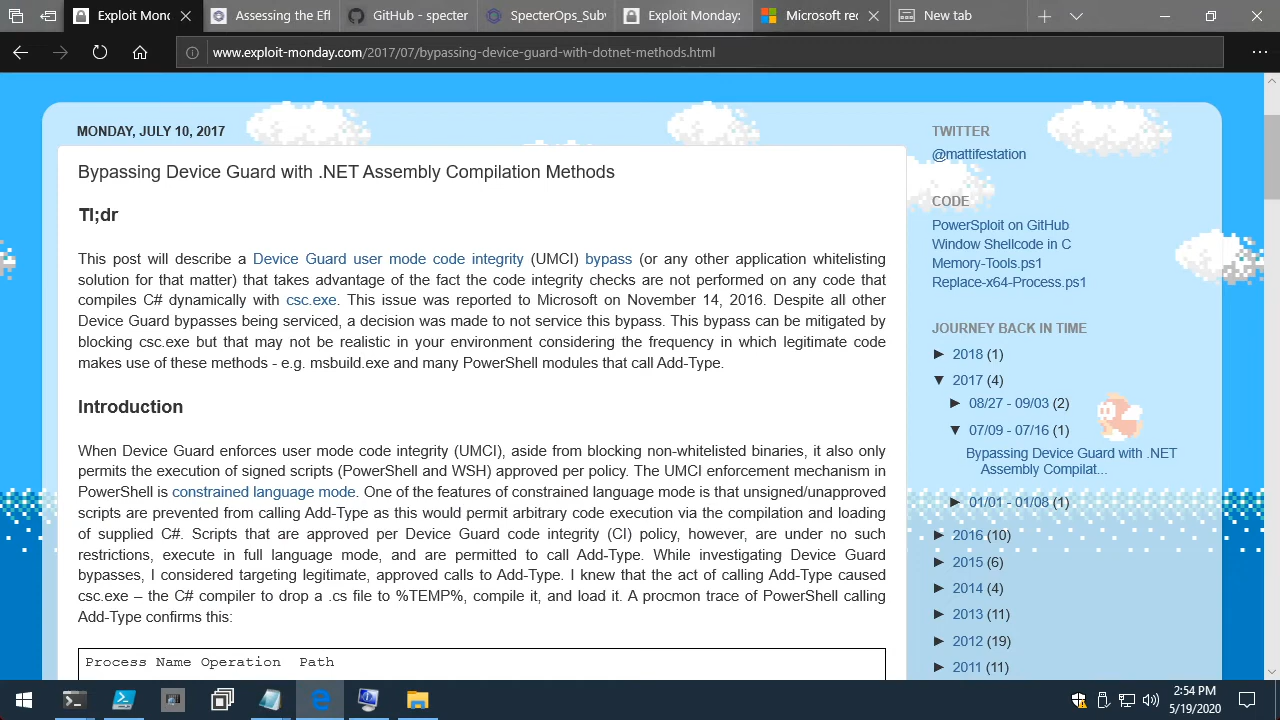 Exploit Mond
Assessing the Eff
GitHub - specter
SpecterOps_Subv
Exploit Monday:
Microsoft rec
New tab
www.exploit-monday.com/2017/07/bypassing-device-guard-with-dotnet-methods.html
MONDAY, JULY 10, 2017
Bypassing Device Guard with .NET Assembly Compilation Methods
Tl;dr
This post will describe a Device Guard user mode code integrity (UMCI) bypass (or any other application whitelisting
solution for that matter) that takes advantage of the fact the code integrity checks are not performed on any code that
compiles C# dynamically with csc.exe. This issue was reported to Microsoft on November 14, 2016. Despite all other
Device Guard bypasses being serviced, a decision was made to not service this bypass. This bypass can be mitigated by
blocking csc.exe but that may not be realistic in your environment considering the frequency in which legitimate code
makes use of these methods - e.g. msbuild.exe and many PowerShell modules that call Add-Type.
Introduction
When Device Guard enforces user mode code integrity (UMCI), aside from blocking non-whitelisted binaries, it also only
permits the execution of signed scripts (PowerShell and WSH) approved per policy. The UMCI enforcement mechanism in
PowerShell is constrained language mode. One of the features of constrained language mode is that unsigned/unapproved
scripts are prevented from calling Add-Type as this would permit arbitrary code execution via the compilation and loading
of supplied C#. Scripts that are approved per Device Guard code integrity (CI) policy, however, are under no such
restrictions, execute in full language mode, and are permitted to call Add-Type. While investigating Device Guard
bypasses, I considered targeting legitimate, approved calls to Add-Type. I knew that the act of calling Add-Type caused
csc.exe – the C# compiler to drop a .cs file to %TEMP%, compile it, and load it. A procmon trace of PowerShell calling
Add-Type confirms this:
Process Name Operation  Path
TWITTER
@mattifestation
CODE
PowerSploit on GitHub
Window Shellcode in C
Memory-Tools.ps1
Replace-x64-Process.ps1
JOURNEY BACK IN TIME
► 2018 (1)
▼ 2017 (4)
► 08/27 - 09/03 (2)
▼ 07/09 - 07/16 (1)
Bypassing Device Guard with .NET
Assembly Compilat...
► 01/01 - 01/08 (1)
► 2016 (10)
► 2015 (6)
► 2014 (4)
► 2013 (11)
► 2012 (19)
► 2011 (11)
2:54 PM
5/19/2020